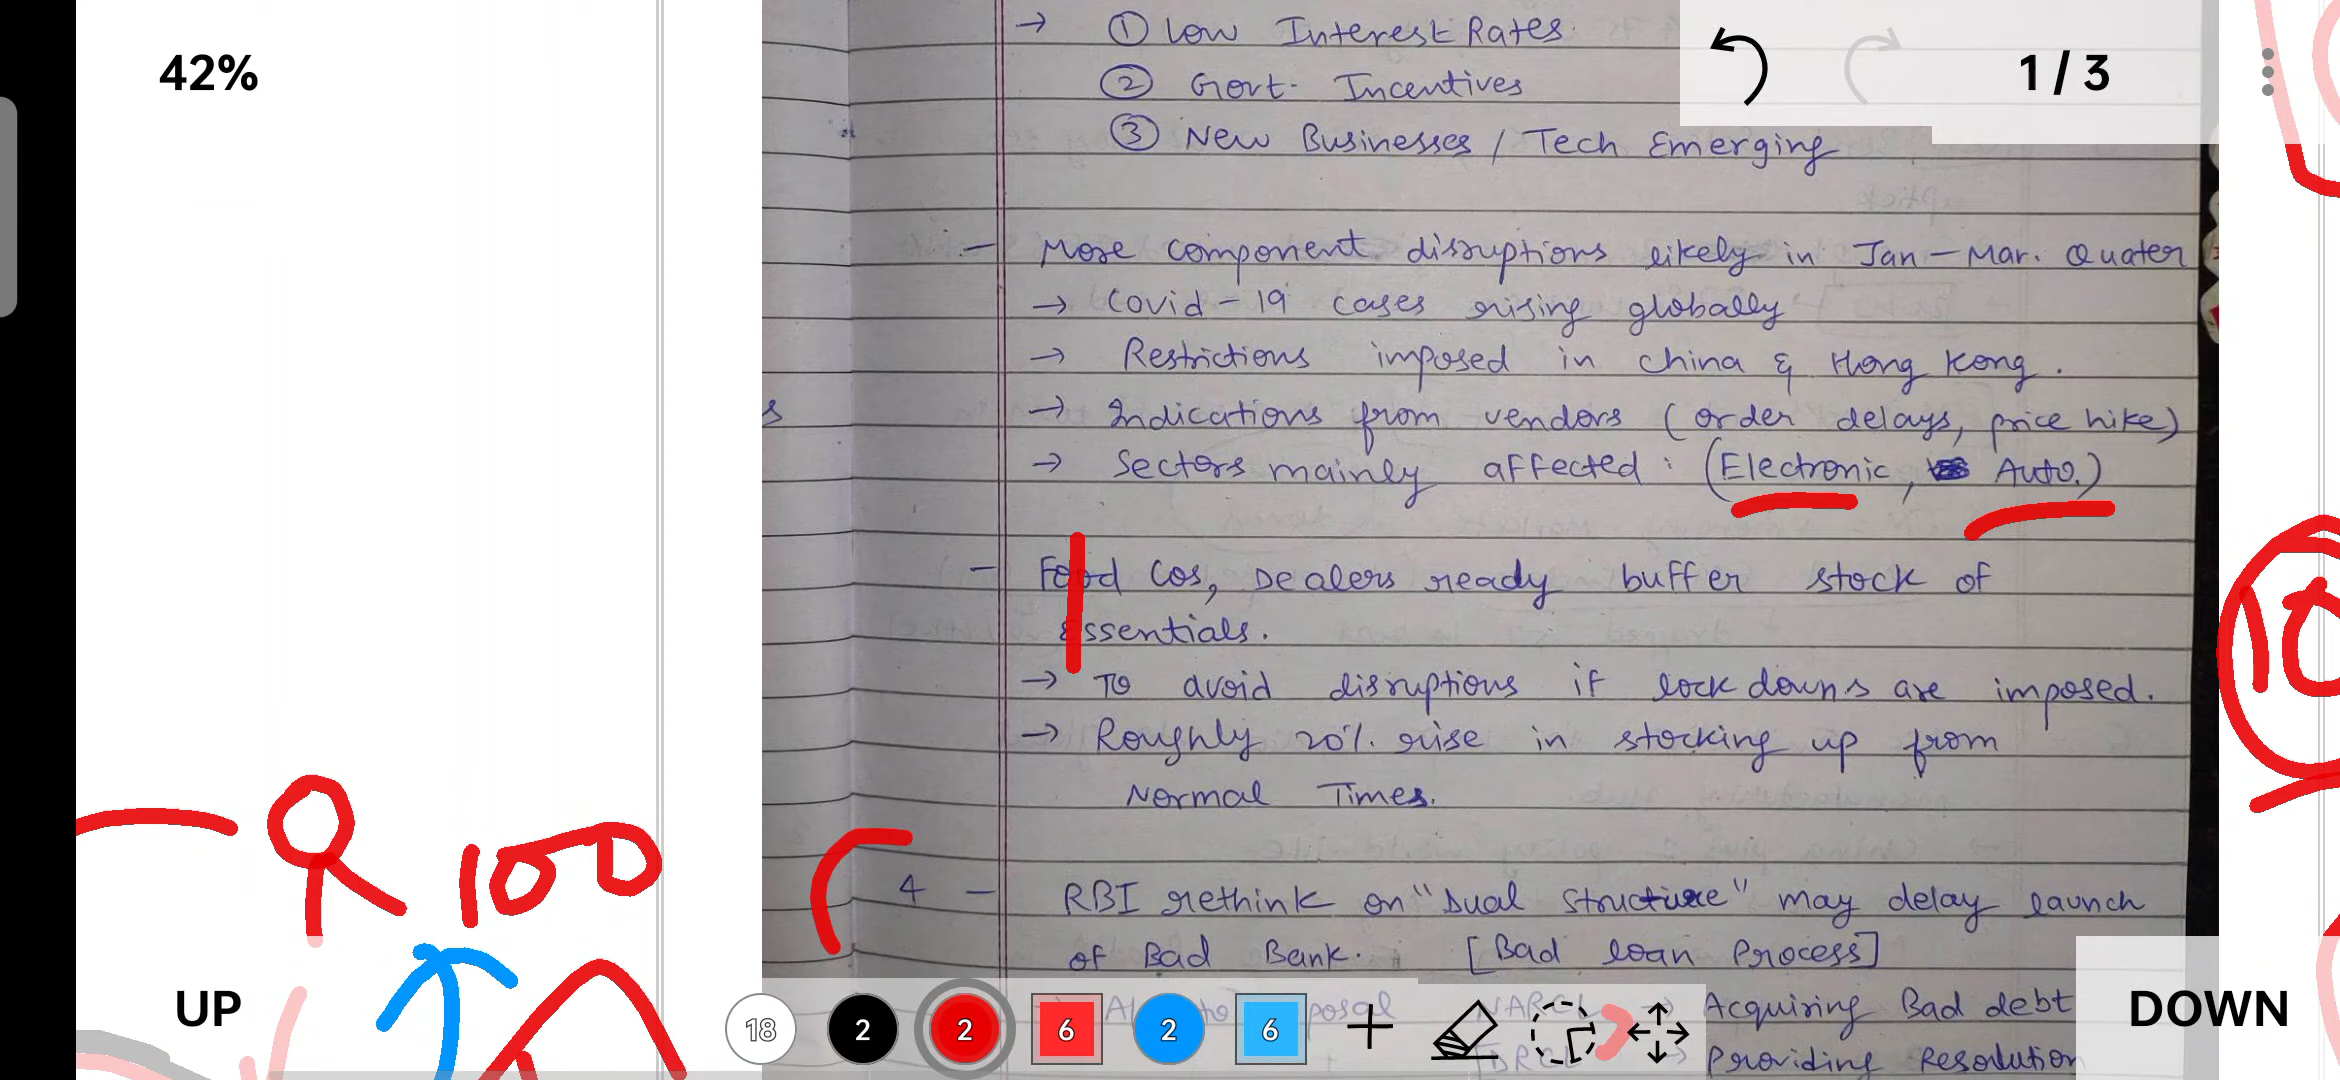 42%
1 / 3
→ ① Low Interest Rates.
② Govt. Incentives
③ New Businesses / Tech Emerging
- More component disruptions likely in Jan - Mar. Quater
→ Covid - 19 cases rising globally
→ Restrictions imposed in China & Hong Kong.
s
→ Indications from vendors (order delays, price hike)
→ Sectors mainly affected : (Electronic, Auto.)
- Food Cos, Dealers ready buffer stock of
essentials.
→ To avoid disruptions if lockdowns are imposed.
→ Roughly 20% rise in stocking up from
Normal Times.
10
100
4 - RBI rethink on "Dual Structure" may delay launch
of Bad Bank. [Bad loan Process]
posal NARCL → Acquiring Bad debt
→ Providing Resolution
UP
18 2 2 6 2 6 +
DOWN